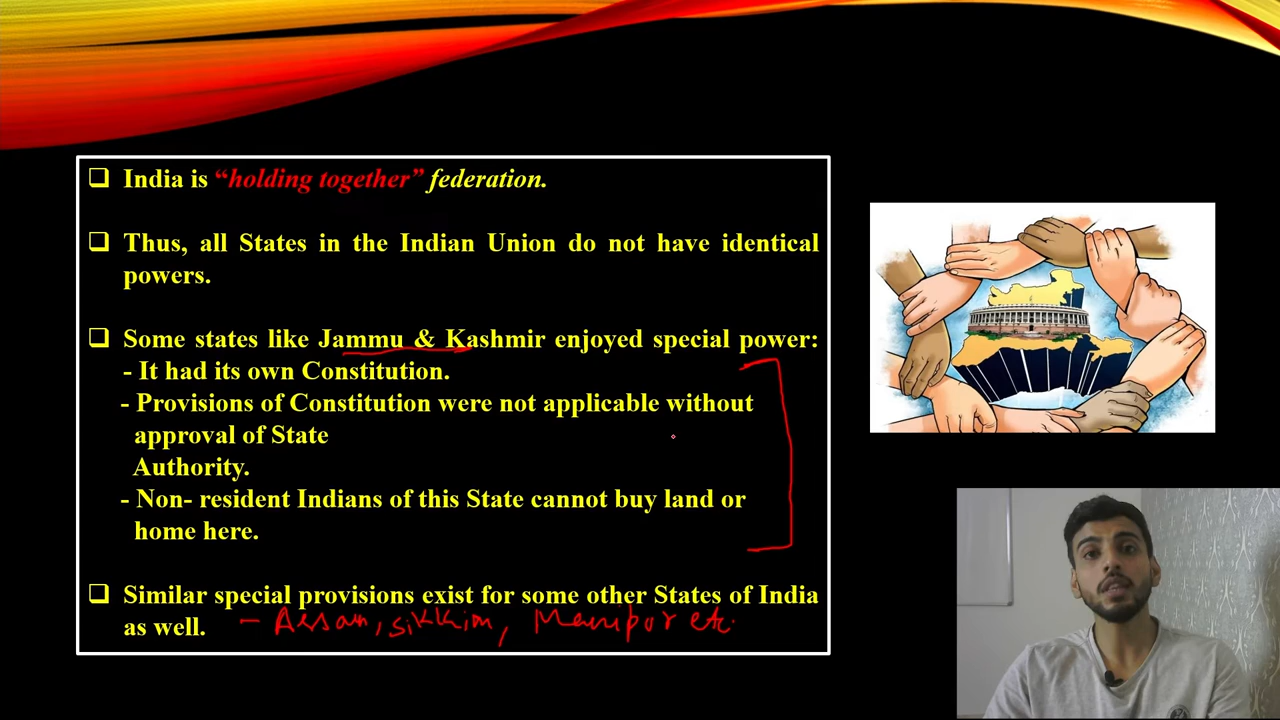 ❑ India is “holding together” federation.
❑ Thus, all States in the Indian Union do not have identical
powers.
❑ Some states like Jammu & Kashmir enjoyed special power:
- It had its own Constitution.
- Provisions of Constitution were not applicable without
approval of State
Authority.
- Non- resident Indians of this State cannot buy land or
home here.
❑ Similar special provisions exist for some other States of India
as well. - Assam, sikkim, Manipur etc.